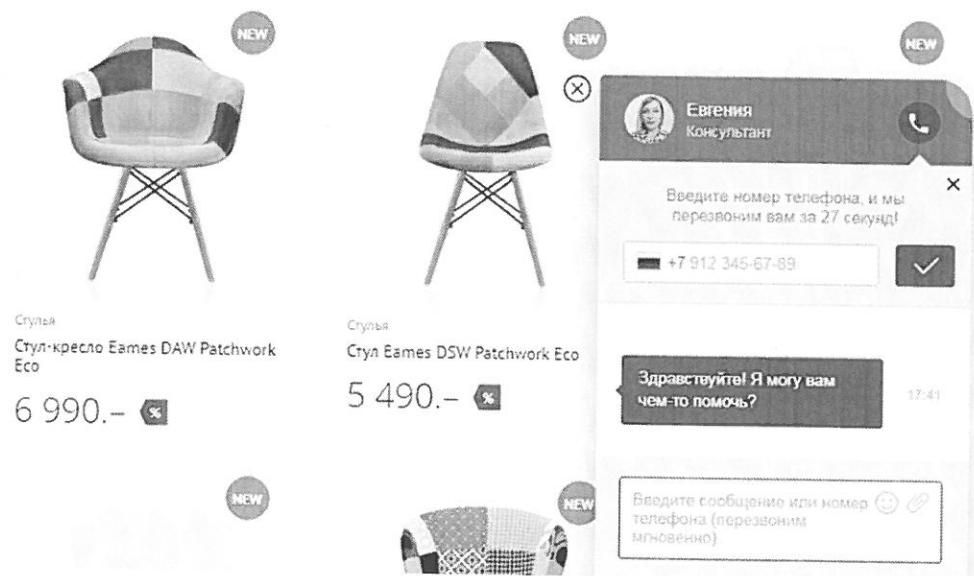 NEW
NEW
NEW
Евгения
Консультант
Введите номер телефона, и мы
перезвоним вам за 27 секунд!
+7 912 345-67-89
Стулья
Стул-кресло Eames DAW Patchwork
Eco
6 990.– %
Стулья
Стул Eames DSW Patchwork Eco
5 490.– %
Здравствуйте! Я могу вам
чем-то помочь?
17:41
NEW
NEW
Введите сообщение или номер
телефона (перезвоним
мгновенно)